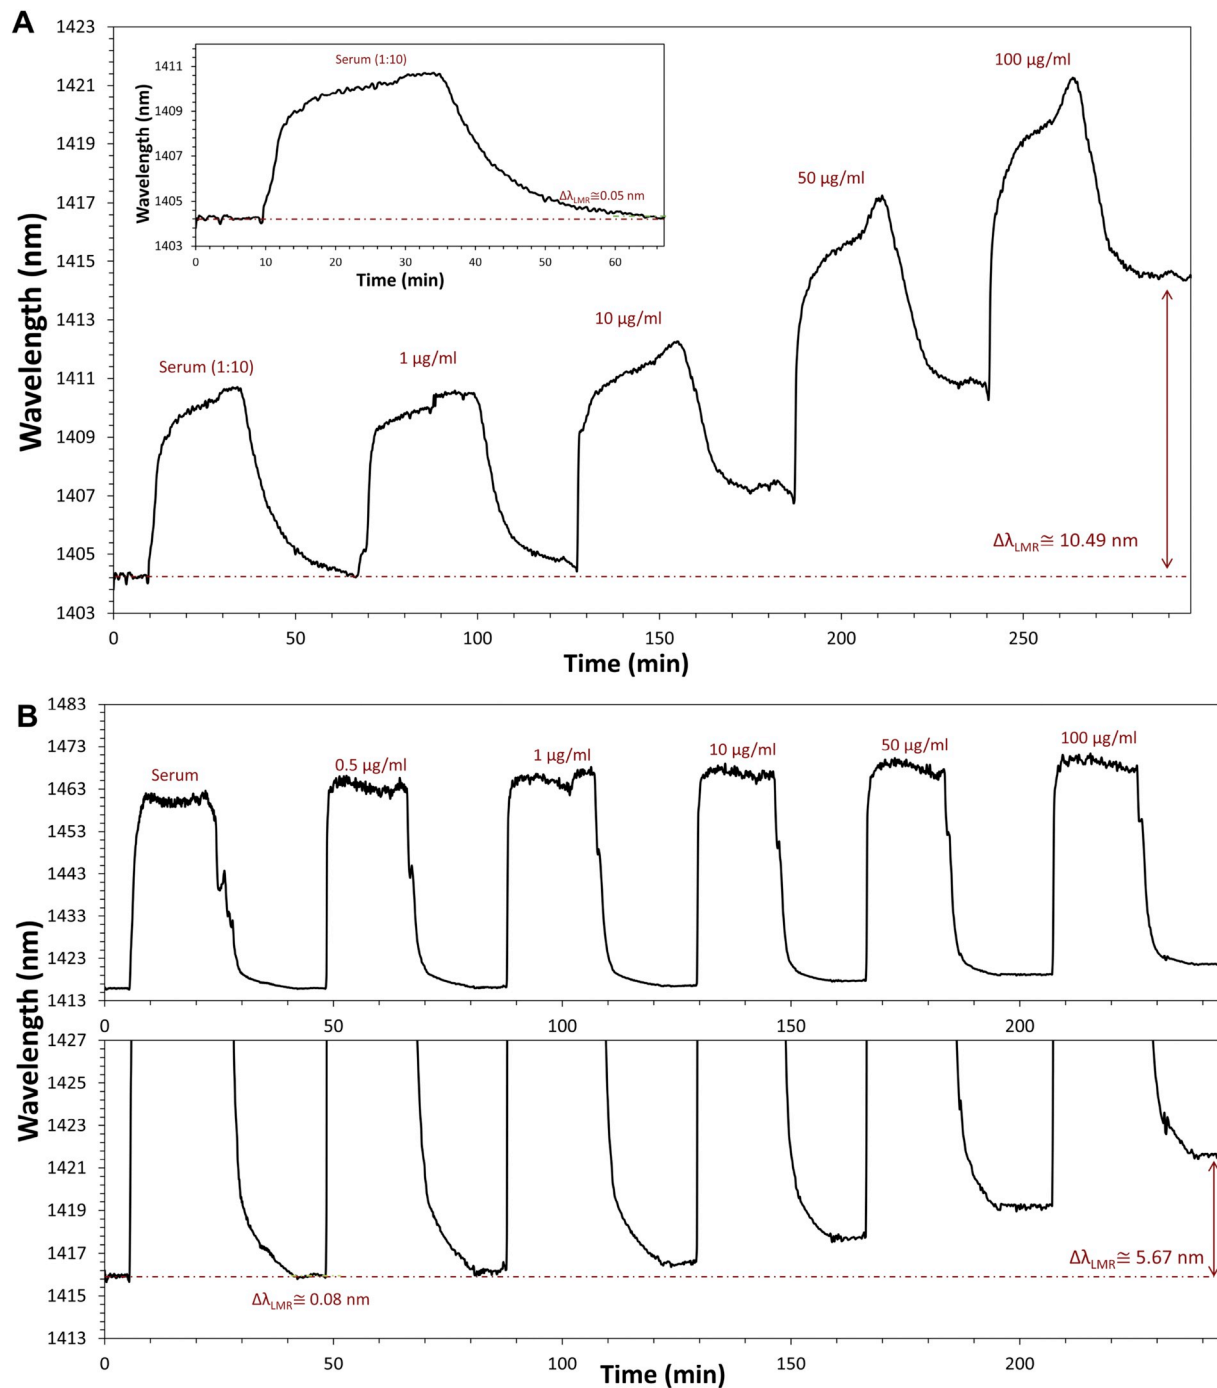 A
1423
1421
1419
1417
1415
1413
1411
1409
1407
1405
1403
Wavelength (nm)
0
50
100
150
200
250
Time (min)
1411
1409
1407
1405
1403
Wavelength (nm)
Serum (1:10)
Δλ_LMR≅0.05 nm
0
10
20
30
40
50
60
Time (min)
Serum (1:10)
1 µg/ml
10 µg/ml
50 µg/ml
100 µg/ml
Δλ_LMR≅ 10.49 nm
B
1483
1473
1463
1453
1443
1433
1423
1413
Serum
0.5 µg/ml
1 µg/ml
10 µg/ml
50 µg/ml
100 µg/ml
0
50
100
150
200
Wavelength (nm)
1427
1425
1423
1421
1419
1417
1415
1413
Δλ_LMR≅ 0.08 nm
Δλ_LMR≅ 5.67 nm
0
50
100
150
200
Time (min)